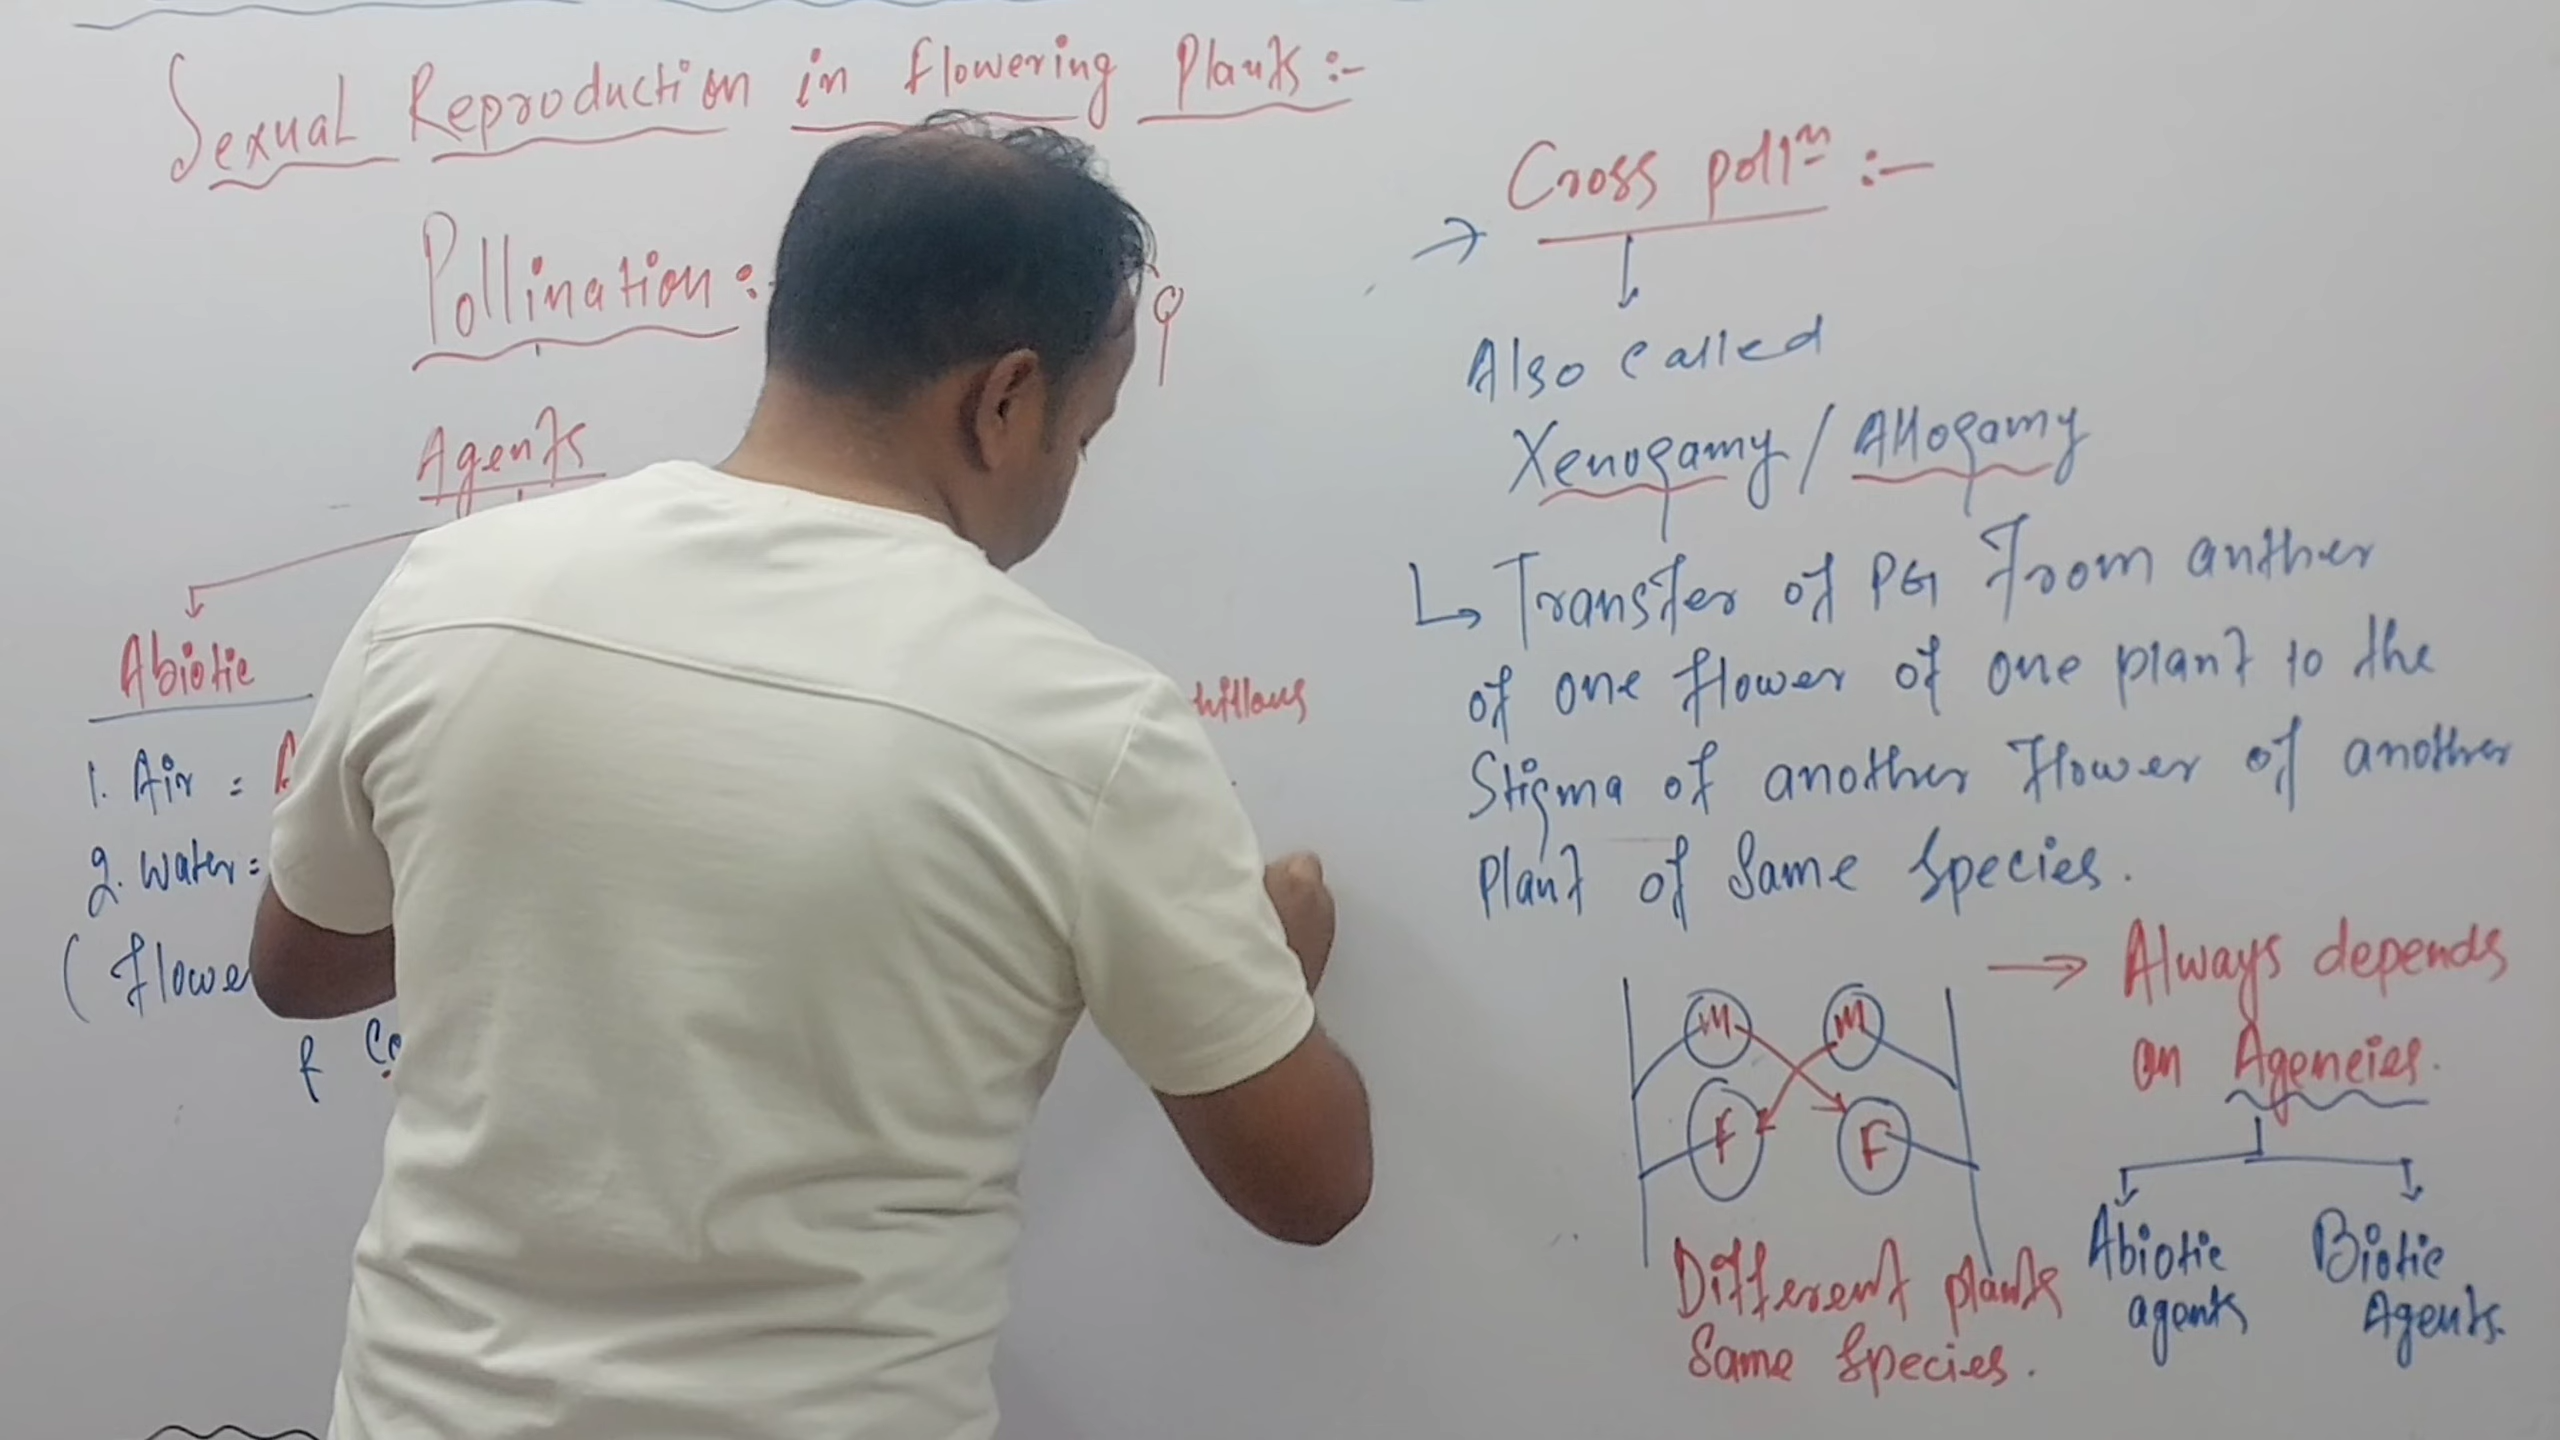 Sexual Reproduction in flowering Plants :-
Pollination :
Agents
Abiotic
1. Air =
2. Water =
( flower
Cross pollⁿ :-
Also called
Xenogamy / Allogamy
Transfer of PG from anther
of one flower of one plant to the
Stigma of another flower of another
Plant of Same Species.
M M
F F
Different plants
Same Species.
→ Always depends
on Agencies.
Abiotic agents
Biotic Agents.